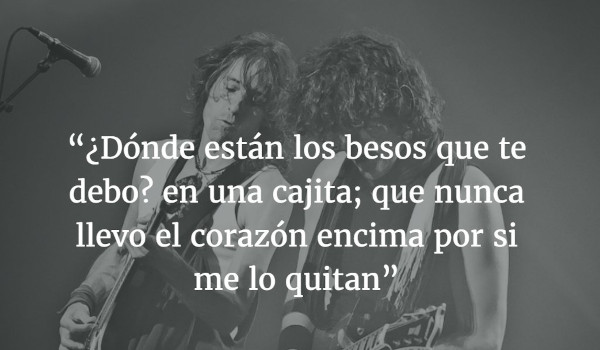 “¿Dónde están los besos que te
debo? en una cajita; que nunca
llevo el corazón encima por si
me lo quitan”